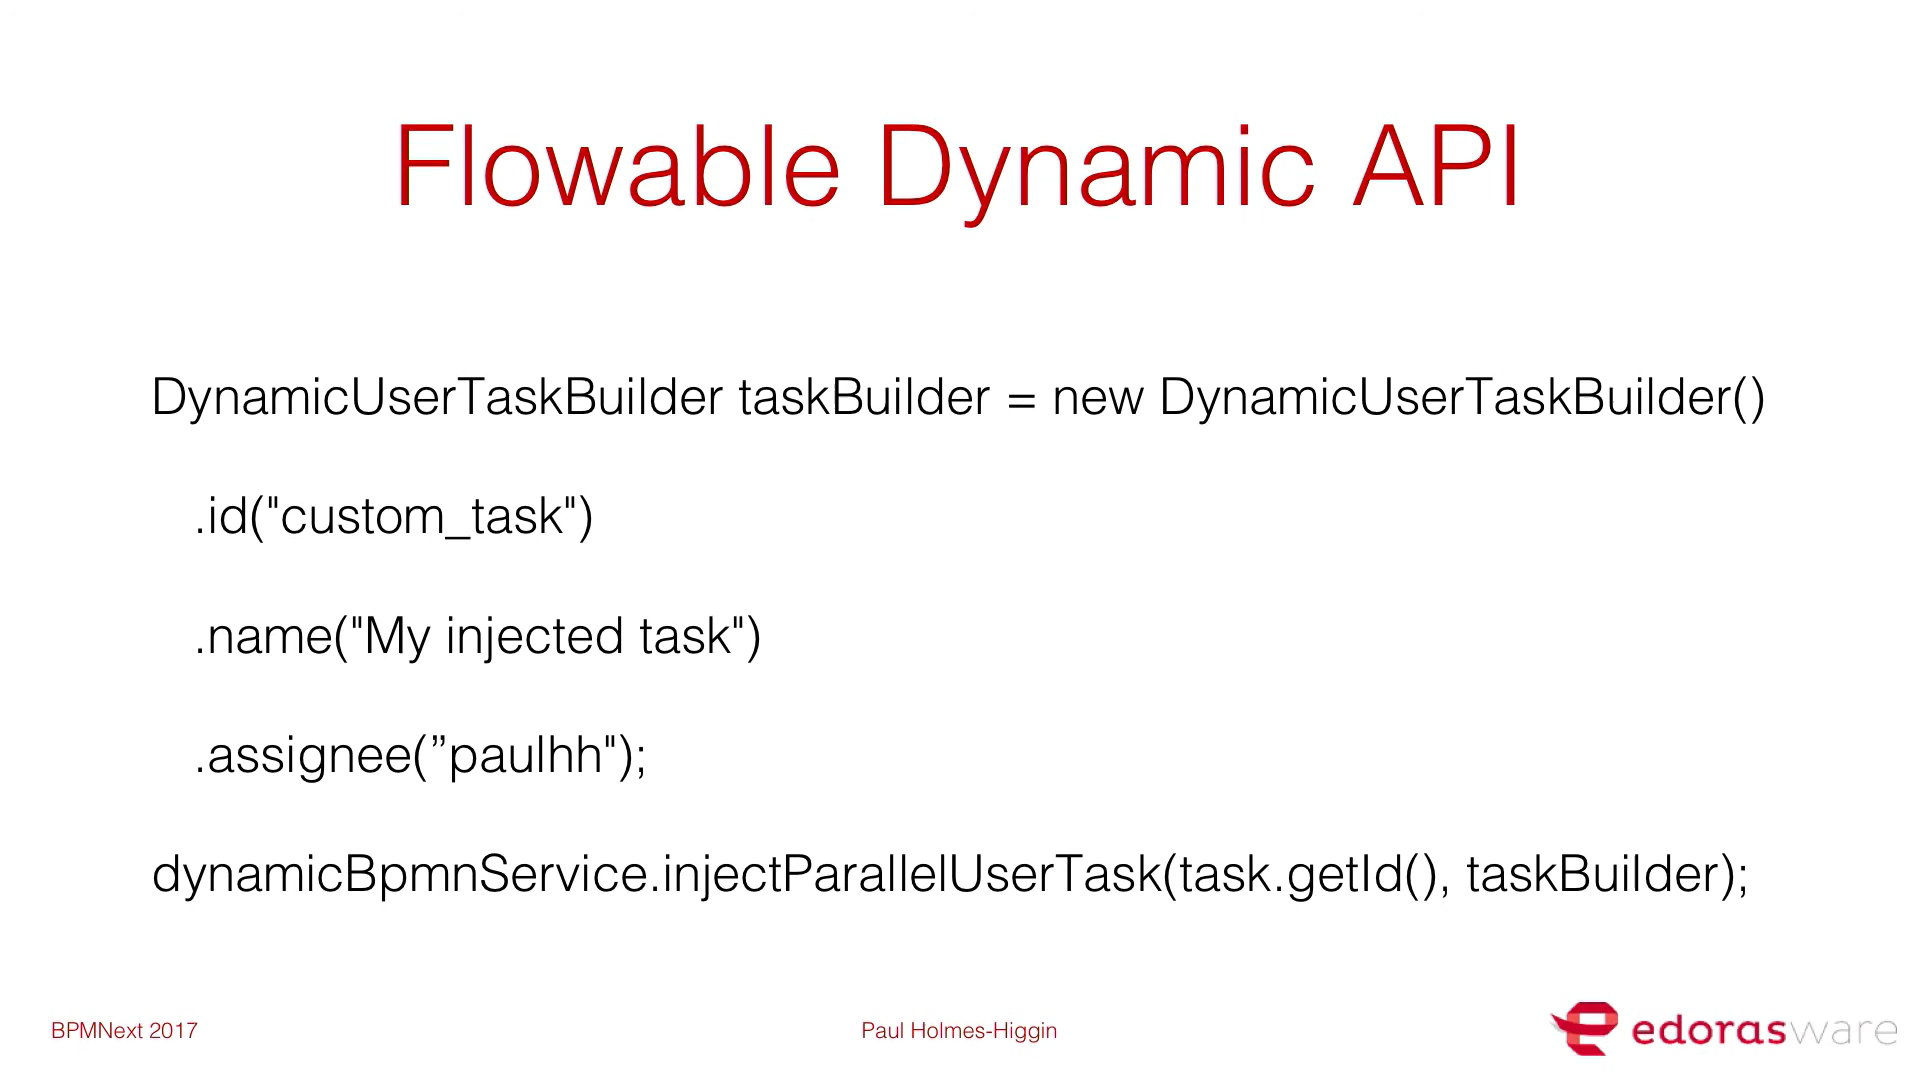 Flowable Dynamic API
DynamicUserTaskBuilder taskBuilder = new DynamicUserTaskBuilder()
.id("custom_task")
.name("My injected task")
.assignee(”paulhh");
dynamicBpmnService.injectParallelUserTask(task.getId(), taskBuilder);
BPMNext 2017
Paul Holmes-Higgin
edorasware